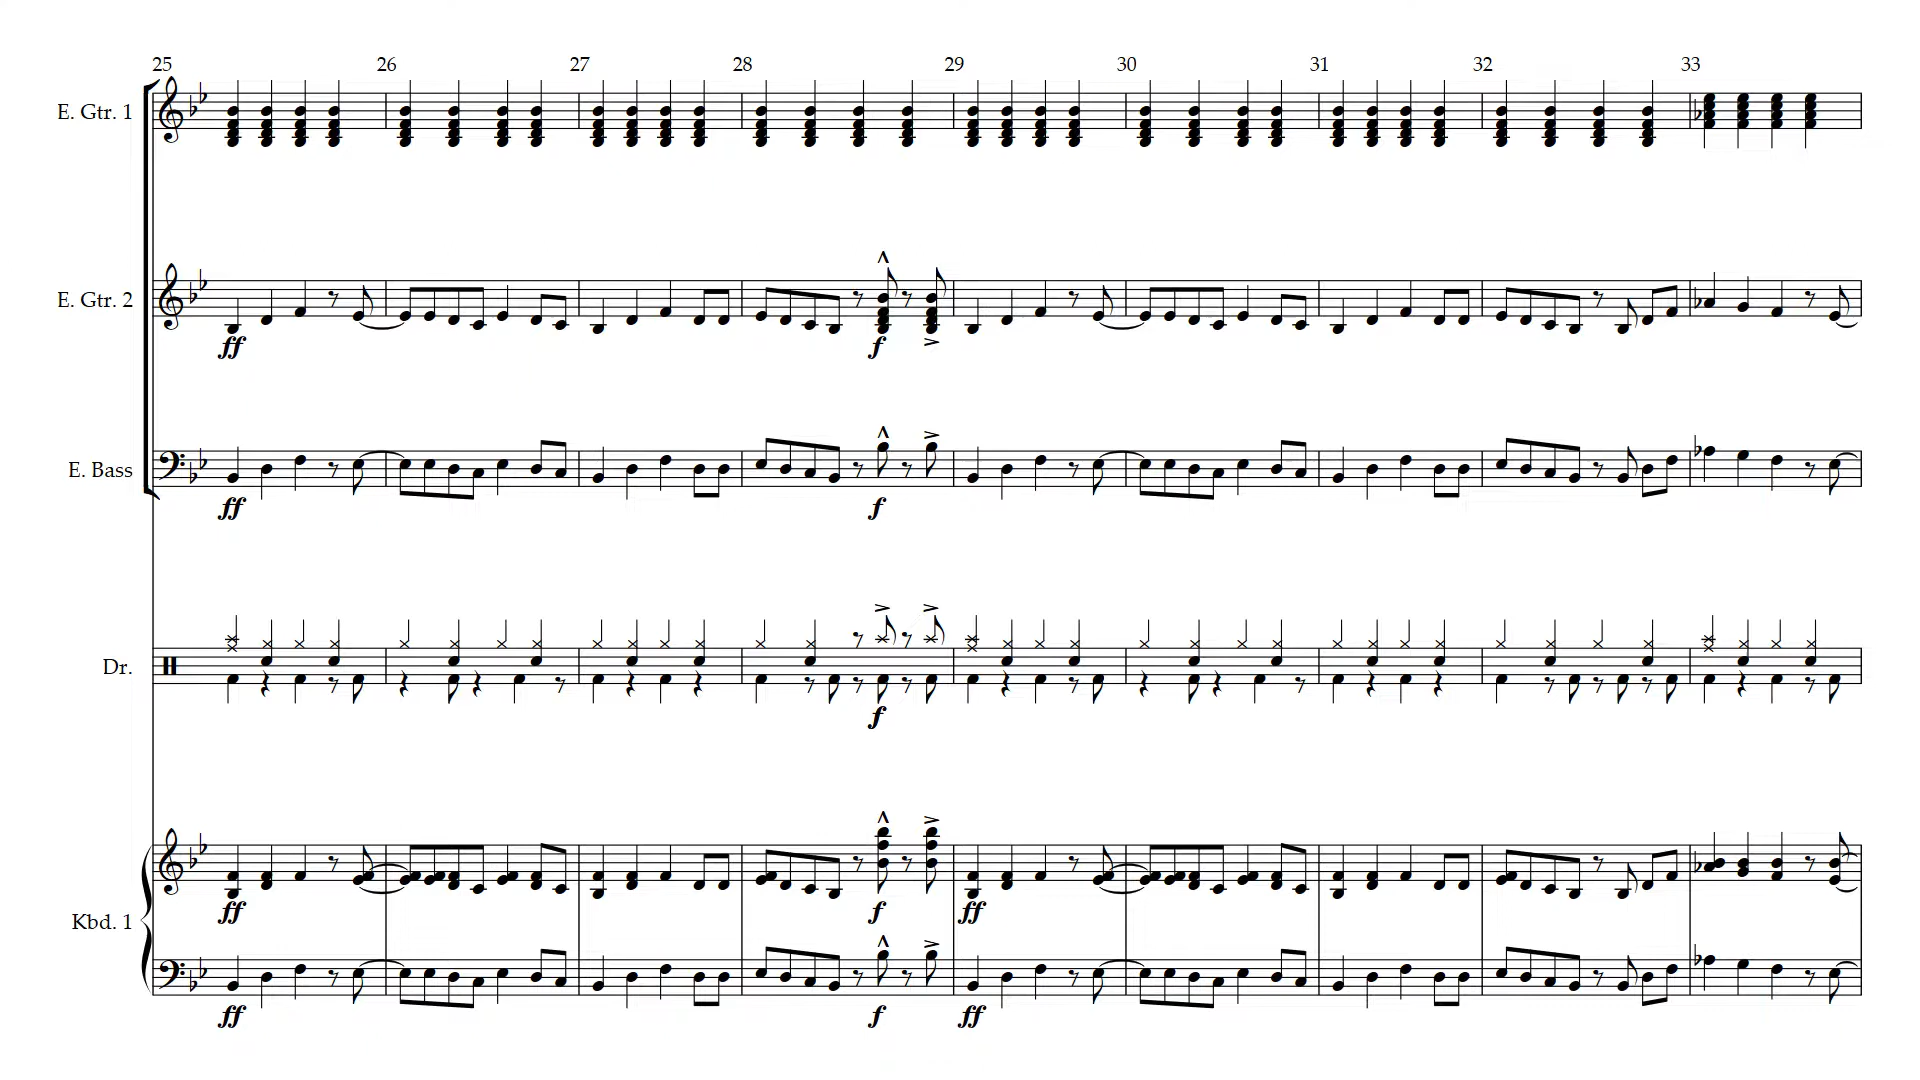 25 26 27 28 29 30 31 32 33
E. Gtr. 1
E. Gtr. 2
ff f
E. Bass
ff f
Dr.
f
Kbd. 1
ff f ff
ff f ff